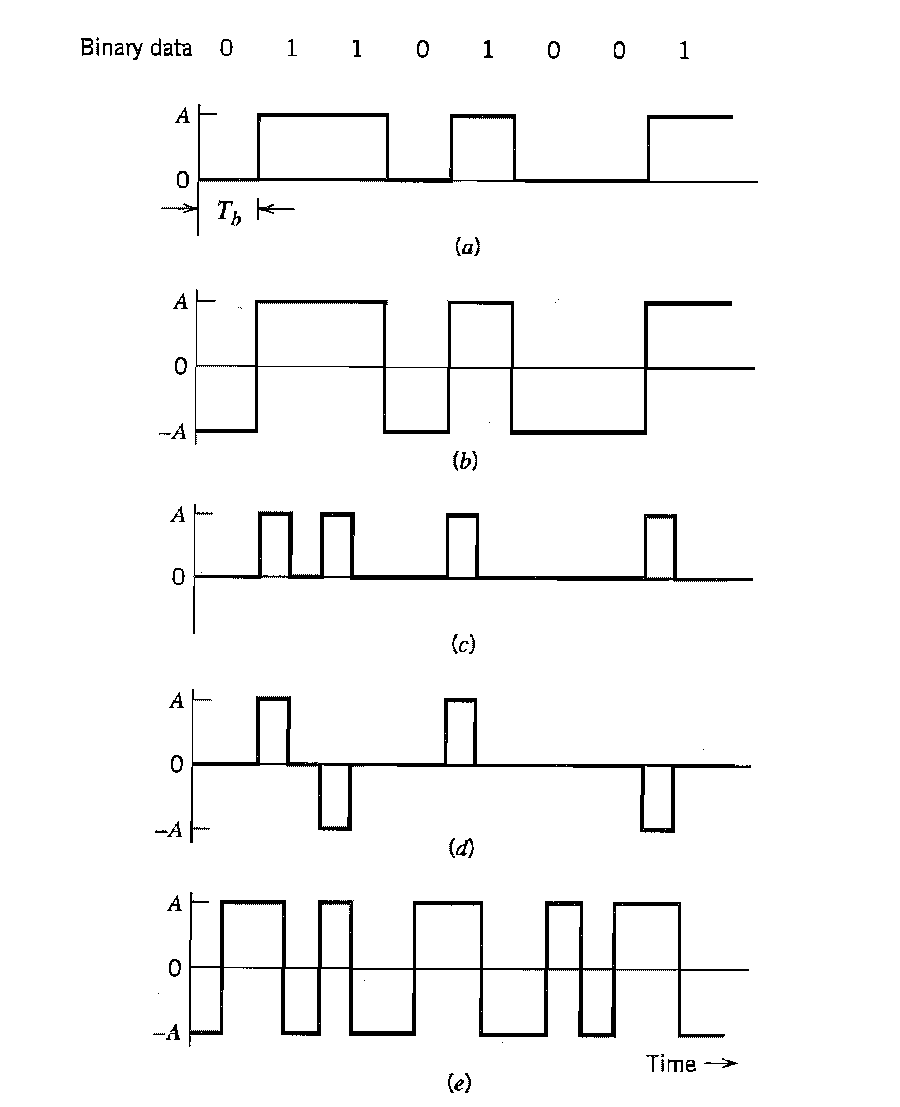 Binary data 0 1 1 0 1 0 0 1
A
0
T_b
(a)
A
0
–A
(b)
A
0
(c)
A
0
–A
(d)
A
0
–A
Time →
(e)